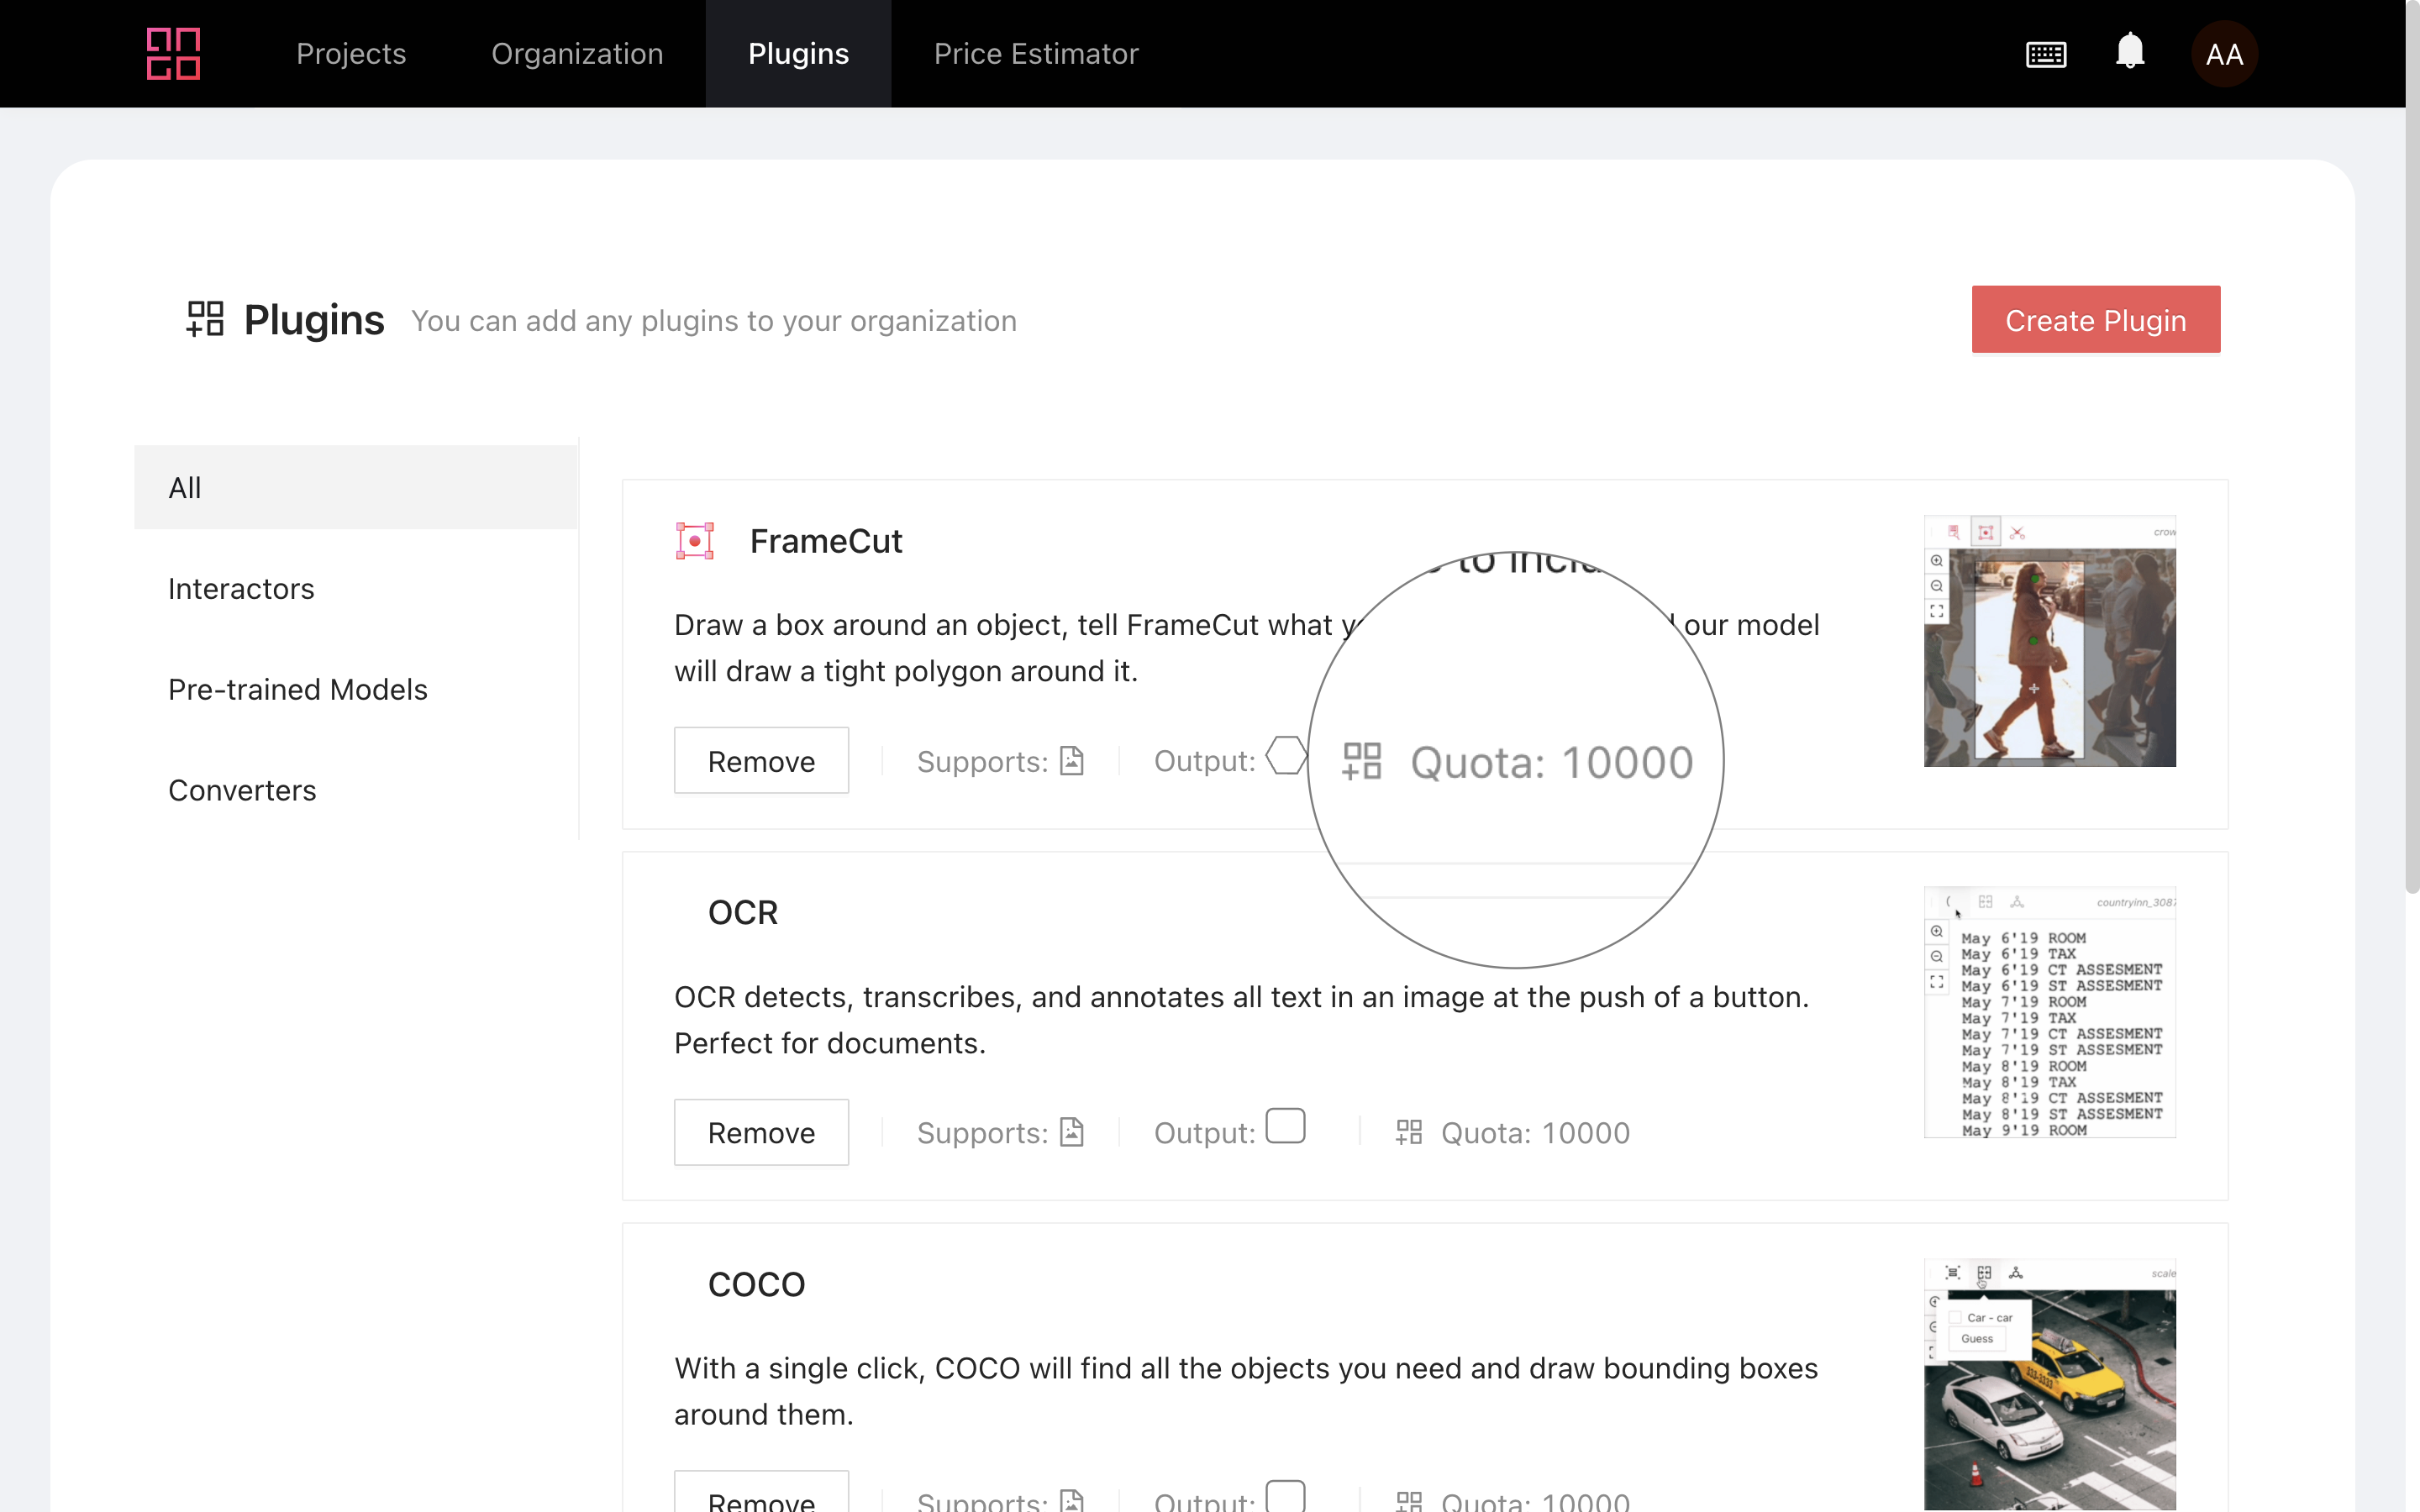 Projects
Organization
Plugins
Price Estimator
AA
Plugins
You can add any plugins to your organization
Create Plugin
All
Interactors
Pre-trained Models
Converters
FrameCut
Draw a box around an object, tell FrameCut what
our model
will draw a tight polygon around it.
to
Remove
Supports:
Output:
Quota: 10000
OCR
OCR detects, transcribes, and annotates all text in an image at the push of a button.
Perfect for documents.
Remove
Supports:
Output:
Quota: 10000
countryinn_3087
May 6'19 ROOM
May 6'19 TAX
May 6'19 CT ASSESMENT
May 6'19 ST ASSESMENT
May 7'19 ROOM
May 7'19 TAX
May 7'19 CT ASSESMENT
May 7'19 ST ASSESMENT
May 8'19 ROOM
May 8'19 TAX
May 8'19 CT ASSESMENT
May 8'19 ST ASSESMENT
May 9'19 ROOM
COCO
With a single click, COCO will find all the objects you need and draw bounding boxes
around them.
Remove
Supports:
Output:
Quota: 10000
scale
Car - car
Guess